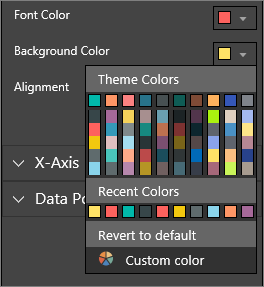 Font Color
Background Color
Alignment
Theme Colors
X-Axis
Recent Colors
Data Po
Revert to default
Custom color